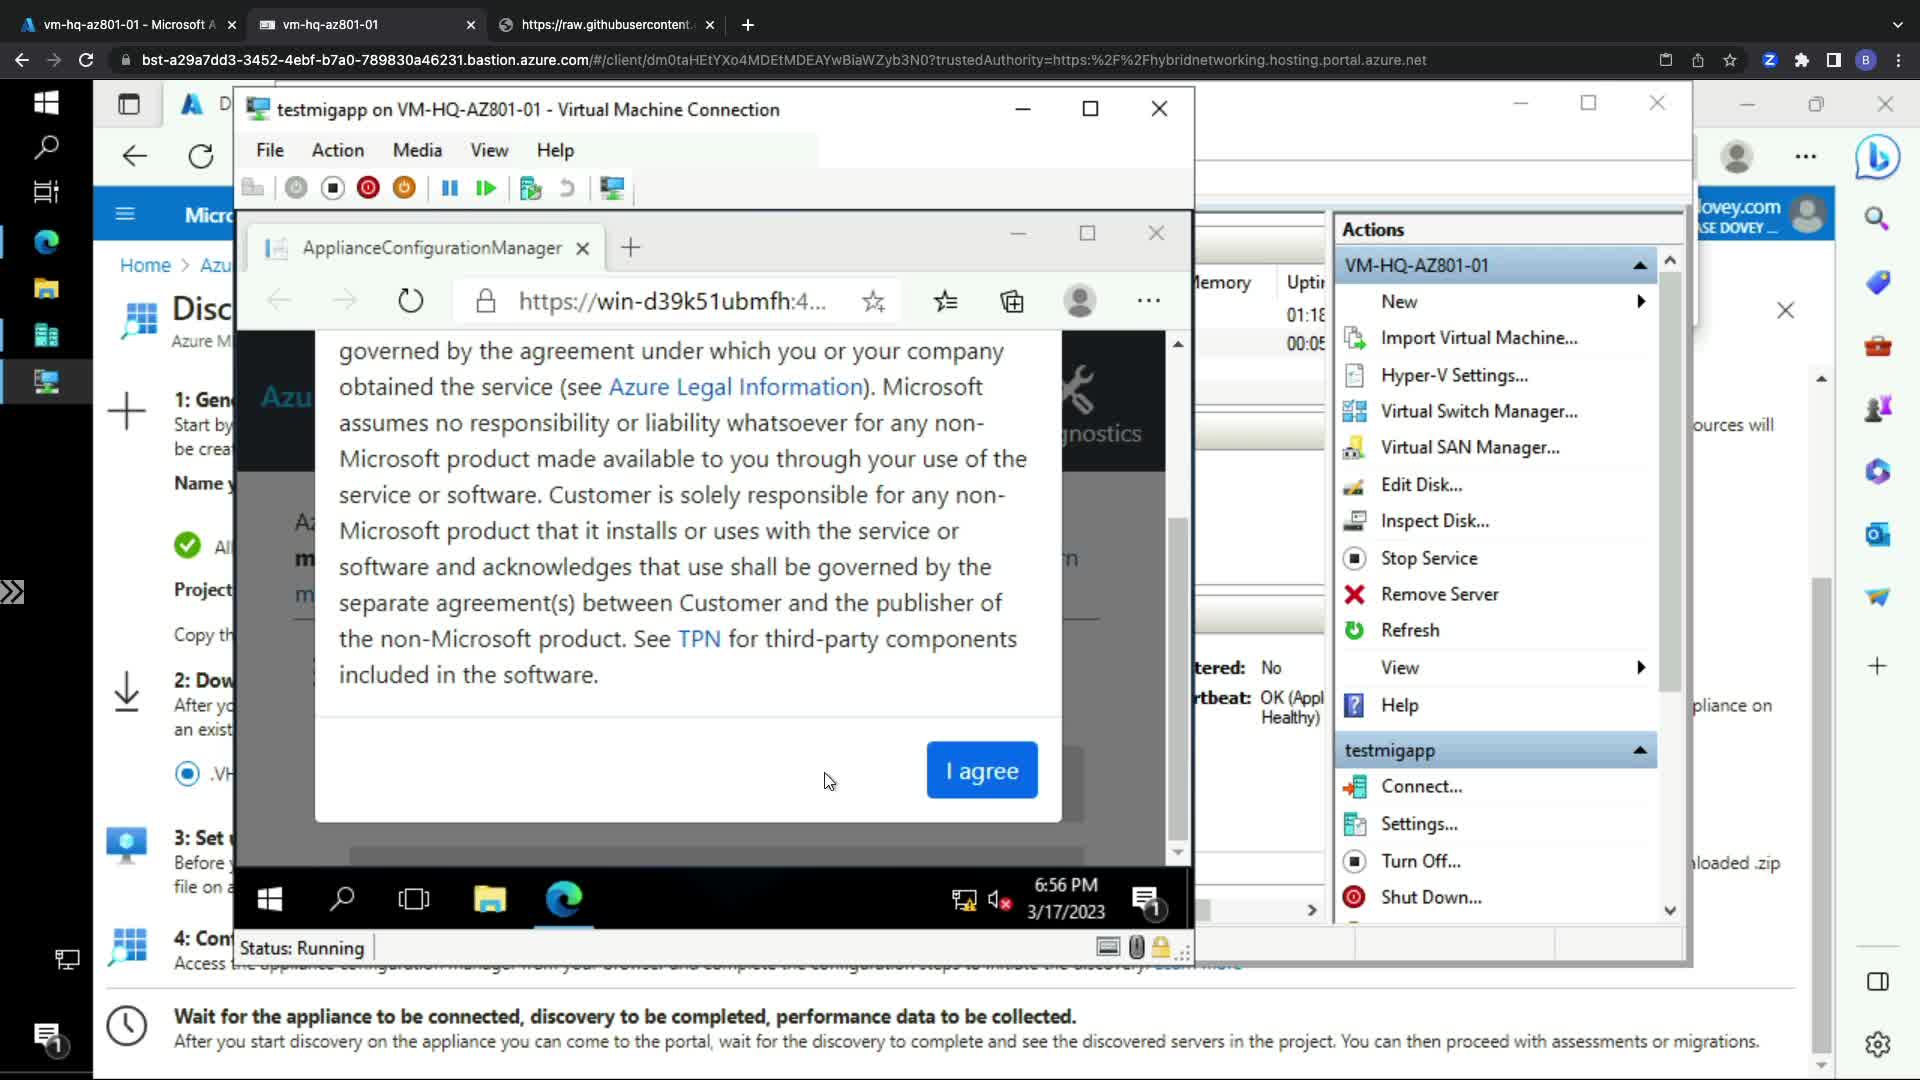 vm-hq-az801-01 - Microsoft A
vm-hq-az801-01
https://raw.githubusercontent.
bst-a29a7dd3-3452-4ebf-b7a0-789830a46231.bastion.azure.com/#/client/dm0taHEtYXo4MDEtMDEAYwBiaWZyb3N0?trustedAuthority=https:%2F%2Fhybridnetworking.hosting.portal.azure.net
B
D
testmigapp on VM-HQ-AZ801-01 - Virtual Machine Connection
File Action Media View Help
Micro
lovey.com
SE DOVEY ...
ApplianceConfigurationManager
https://win-d39k51ubmfh:4...
Home > Azu
Disc
Azure M
1: Gene
Start by
be crea
Name y
All
Project
Copy th
2: Dow
After yo
an exist
.VH
3: Set u
Before y
file on a
4: Con
Azu
gnostics
Az
m
rn
m
governed by the agreement under which you or your company
obtained the service (see Azure Legal Information). Microsoft
assumes no responsibility or liability whatsoever for any non-
Microsoft product made available to you through your use of the
service or software. Customer is solely responsible for any non-
Microsoft product that it installs or uses with the service or
software and acknowledges that use shall be governed by the
separate agreement(s) between Customer and the publisher of
the non-Microsoft product. See TPN for third-party components
included in the software.
I agree
6:56 PM
3/17/2023
1
Status: Running
Memory Uptir
01:18
00:05
tered: No
rtbeat: OK (Appl
Healthy)
Actions
VM-HQ-AZ801-01
New
Import Virtual Machine...
Hyper-V Settings...
Virtual Switch Manager...
Virtual SAN Manager...
Edit Disk...
Inspect Disk...
Stop Service
Remove Server
Refresh
View
Help
testmigapp
Connect...
Settings...
Turn Off...
Shut Down...
ources will
pliance on
nloaded .zip
Wait for the appliance to be connected, discovery to be completed, performance data to be collected.
After you start discovery on the appliance you can come to the portal, wait for the discovery to complete and see the discovered servers in the project. You can then proceed with assessments or migrations.
1